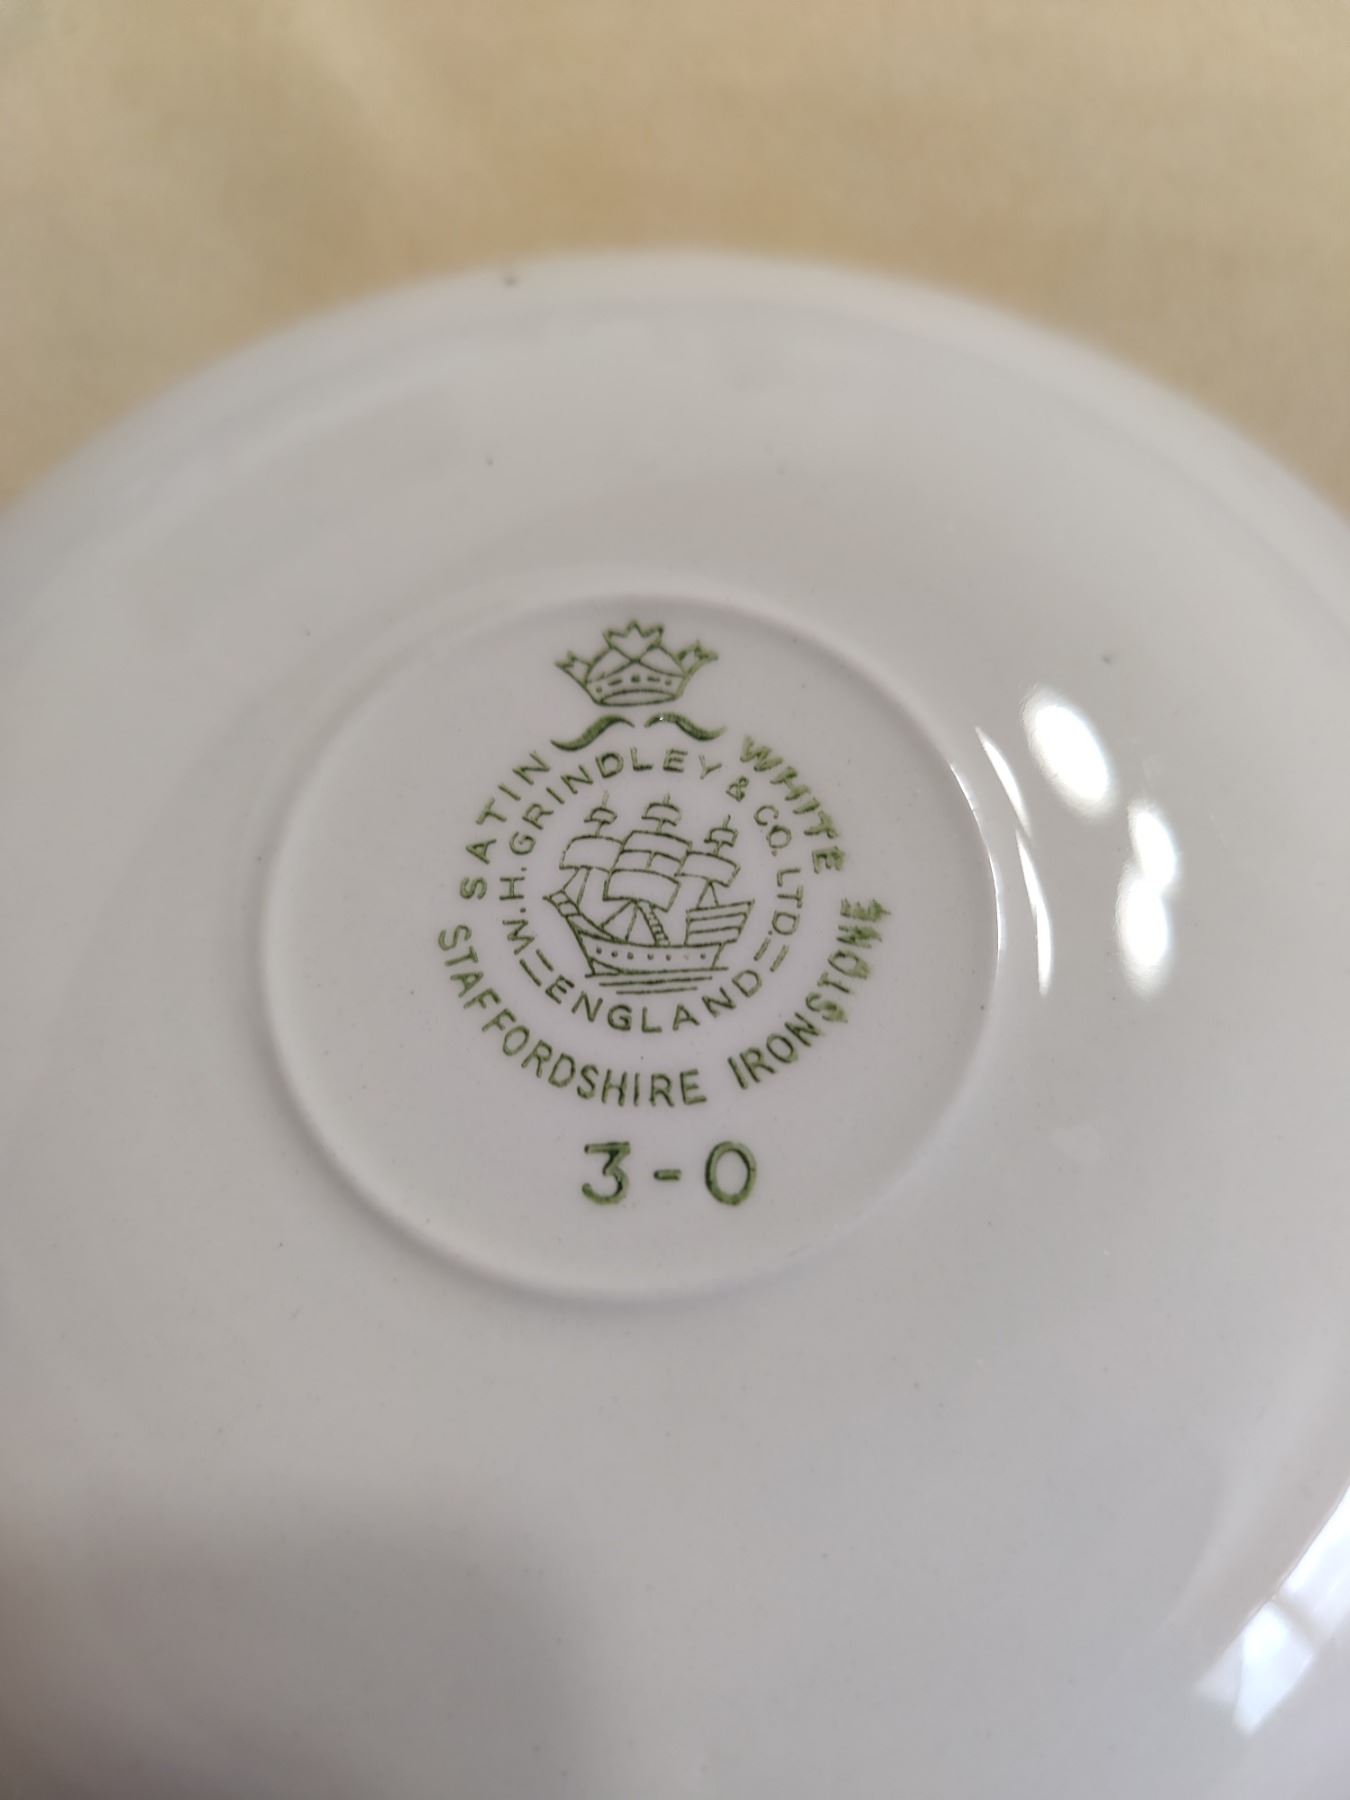 SATIN WHITE
W.H. GRINDLEY & CO. LTD.
ENGLAND
STAFFORDSHIRE IRONSTONE
3-0